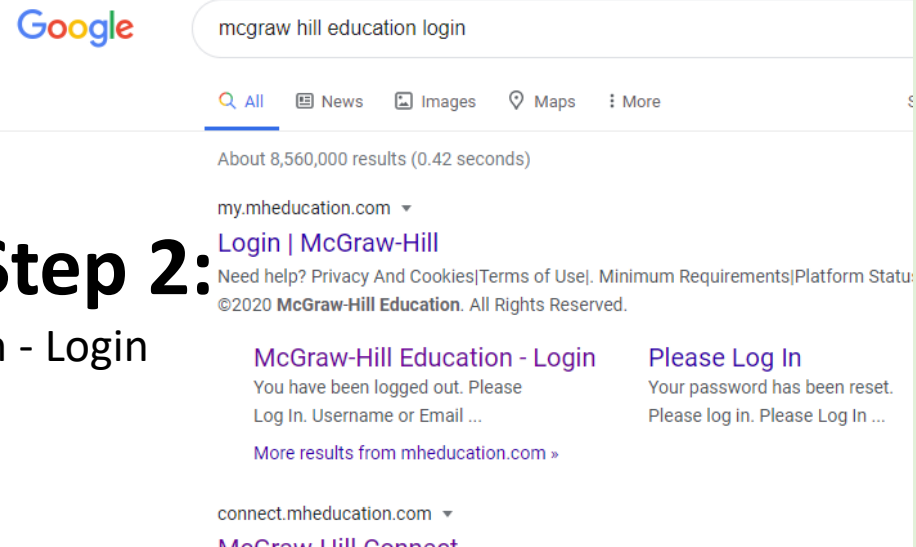 Google
mcgraw hill education login
All News Images Maps More
About 8,560,000 results (0.42 seconds)
my.mheducation.com
Login | McGraw-Hill
Step 2:
Need help? Privacy And Cookies|Terms of Use|. Minimum Requirements|Platform
©2020 McGraw-Hill Education. All Rights Reserved.
- Login
McGraw-Hill Education - Login
You have been logged out. Please
Log In. Username or Email ...
Please Log In
Your password has been reset.
Please log in. Please Log In ...
More results from mheducation.com »
connect.mheducation.com
McGraw-Hill Connect